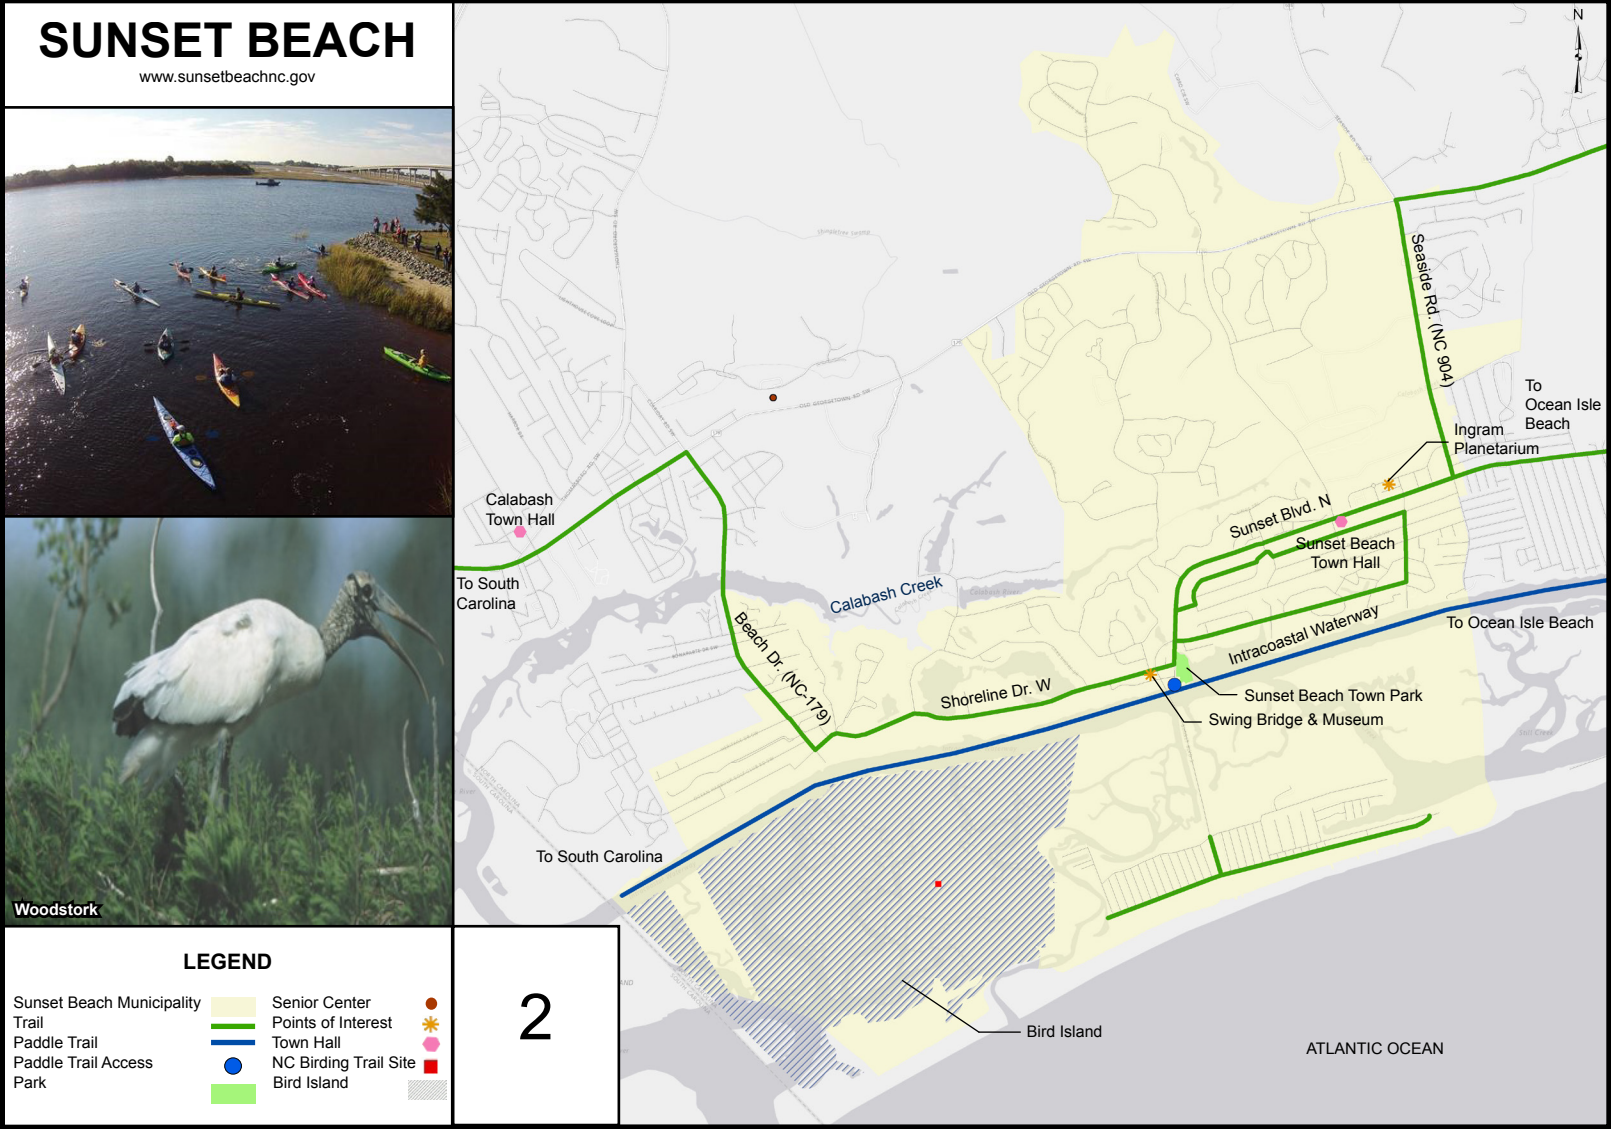 SUNSET BEACH
www.sunsetbeachnc.gov
Woodstork
LEGEND
Sunset Beach Municipality
Trail
Paddle Trail
Paddle Trail Access
Park
Senior Center
Points of Interest
Town Hall
NC Birding Trail Site
Bird Island
2
N
Seaside Rd. (NC 904)
To
Ocean Isle
Beach
Ingram
Planetarium
Sunset Blvd. N
Sunset Beach
Town Hall
Calabash
Town Hall
To South
Carolina
Calabash Creek
Beach Dr. (NC-179)
Shoreline Dr. W
Intracoastal Waterway
To Ocean Isle Beach
Sunset Beach Town Park
Swing Bridge & Museum
To South Carolina
Bird Island
ATLANTIC OCEAN